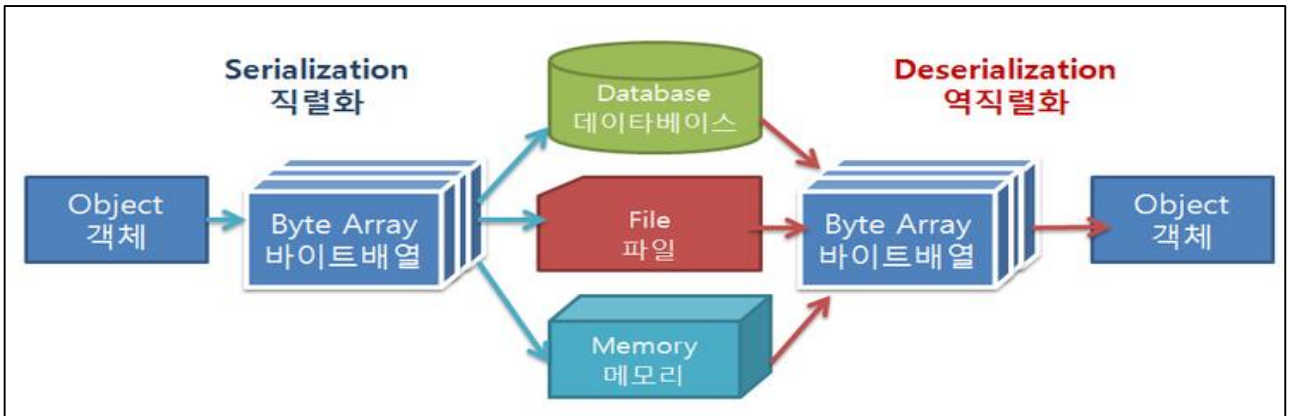 Serialization
직렬화
Database
데이타베이스
Deserialization
역직렬화
Object
객체
Byte Array
바이트배열
File
파일
Byte Array
바이트배열
Object
객체
Memory
메모리